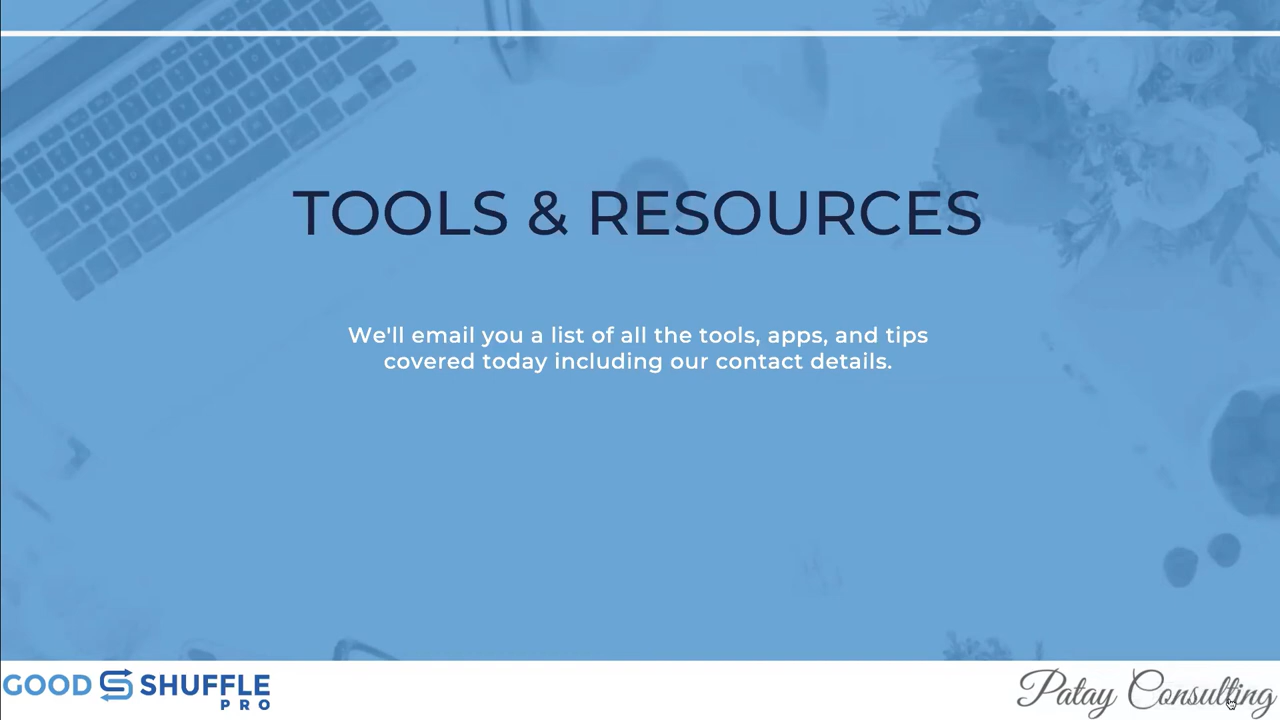 TOOLS & RESOURCES
We'll email you a list of all the tools, apps, and tips
covered today including our contact details.
GOOD SHUFFLE
PRO
Patay Consulting